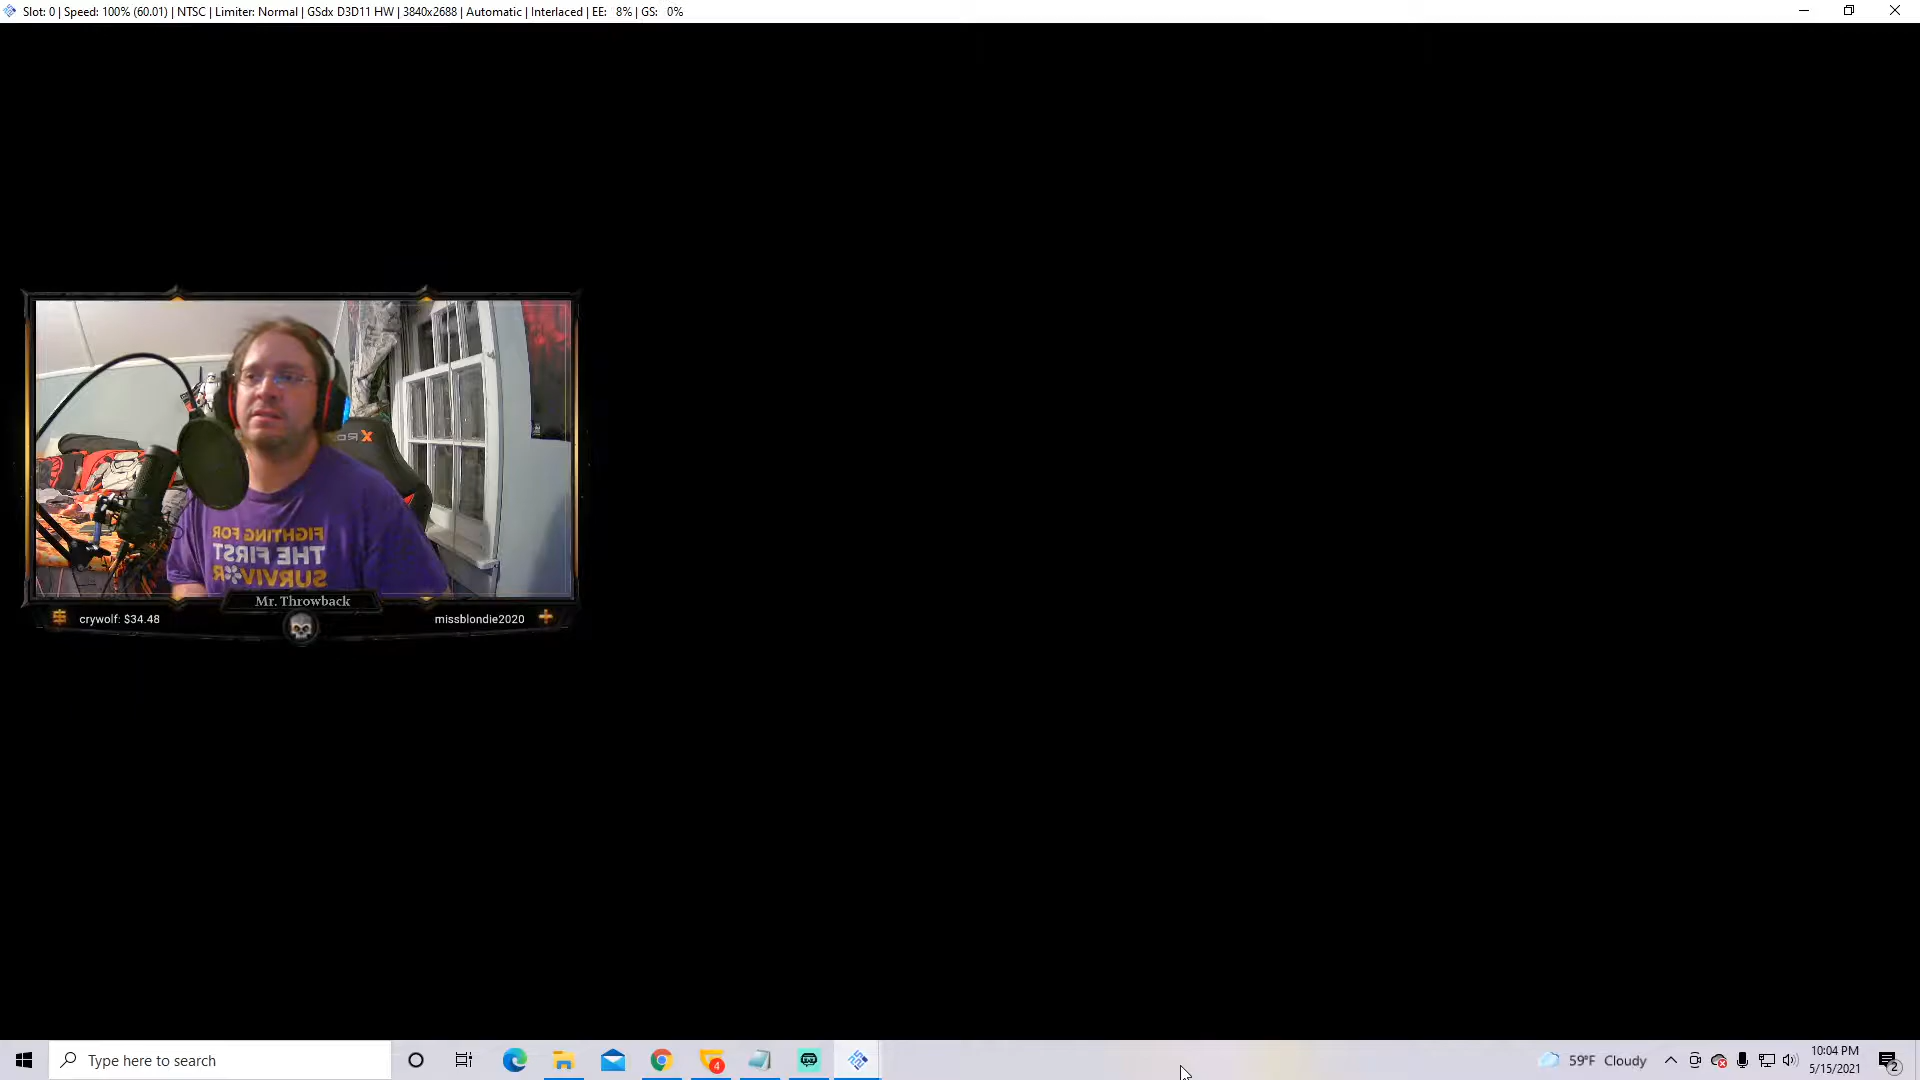 Slot: 0 | Speed: 100% (60.01) | NTSC | Limiter: Normal | GSdx D3D11 HW | 3840x2688 | Automatic | Interlaced | EE: 8% | GS: 0%
FIGHTING FOR
THE FIRST
SURVIVOR
Mr. Throwback
crywolf: $34.48
missblondie2020
Type here to search
4
59°F Cloudy
10:04 PM
5/15/2021
2